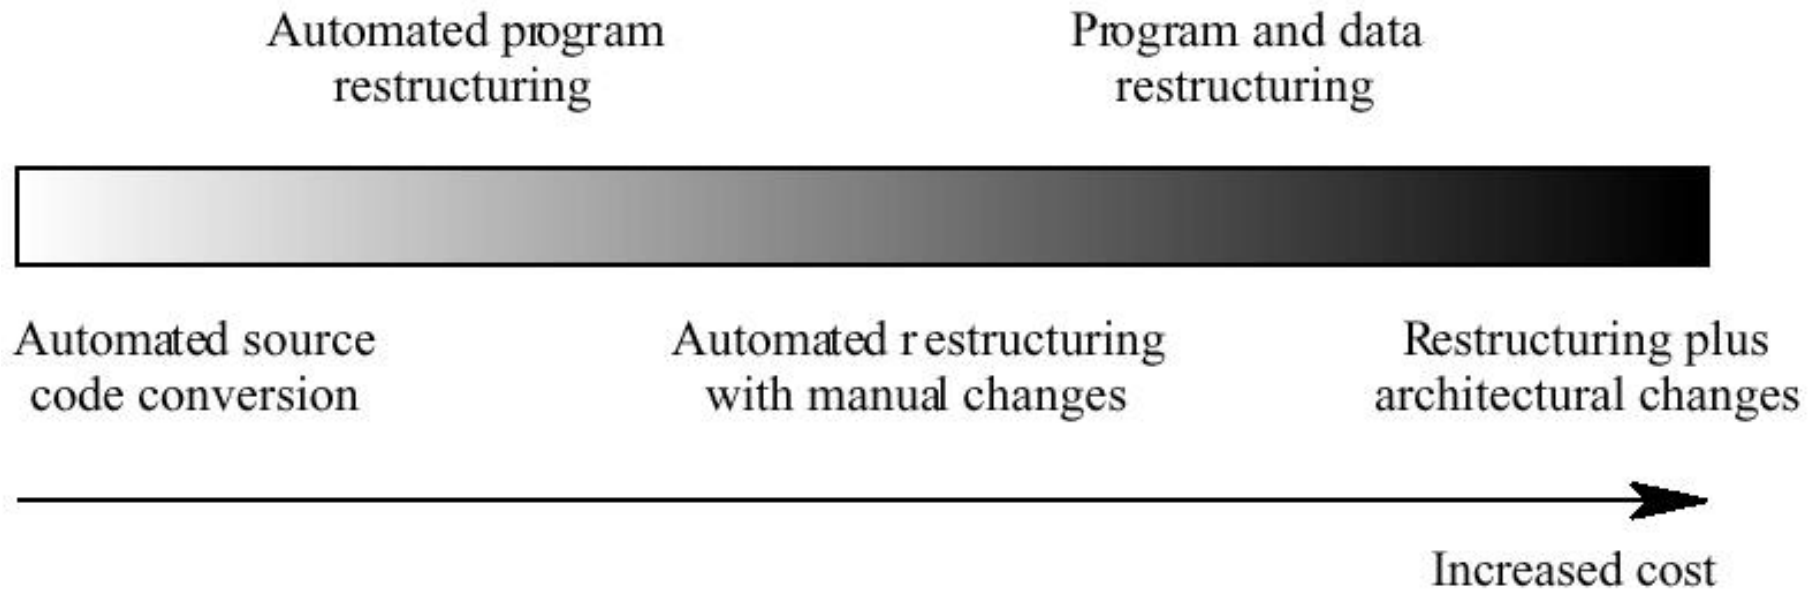 Automated program
restructuring
Program and data
restructuring
Automated source
code conversion
Automated restructuring
with manual changes
Restructuring plus
architectural changes
Increased cost